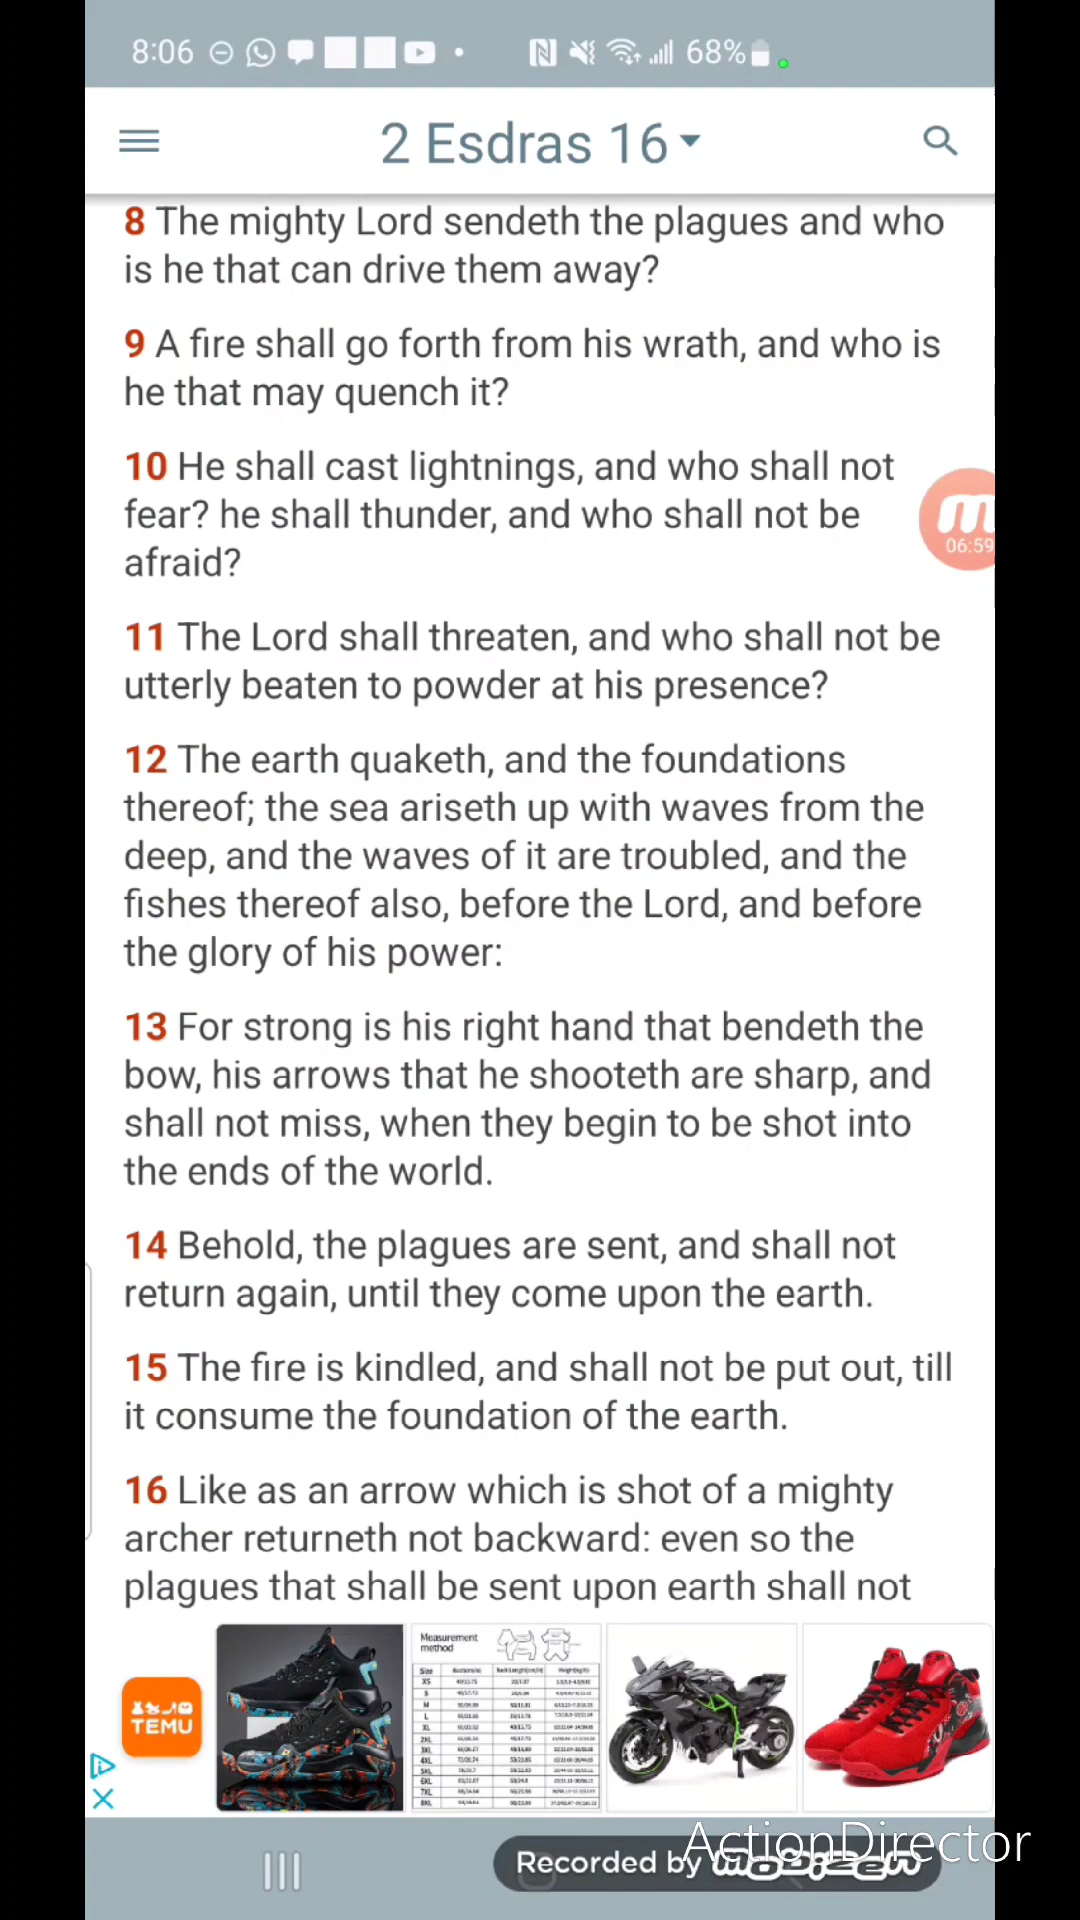 8:06 68%
2 Esdras 16
8 The mighty Lord sendeth the plagues and who
is he that can drive them away?
9 A fire shall go forth from his wrath, and who is
he that may quench it?
10 He shall cast lightnings, and who shall not
fear? he shall thunder, and who shall not be
afraid?
06:59
11 The Lord shall threaten, and who shall not be
utterly beaten to powder at his presence?
12 The earth quaketh, and the foundations
thereof; the sea ariseth up with waves from the
deep, and the waves of it are troubled, and the
fishes thereof also, before the Lord, and before
the glory of his power:
13 For strong is his right hand that bendeth the
bow, his arrows that he shooteth are sharp, and
shall not miss, when they begin to be shot into
the ends of the world.
14 Behold, the plagues are sent, and shall not
return again, until they come upon the earth.
15 The fire is kindled, and shall not be put out, till
it consume the foundation of the earth.
16 Like as an arrow which is shot of a mighty
archer returneth not backward: even so the
plagues that shall be sent upon earth shall not
TEMU
Measurement
method
Size
XS
S
M
L
XL
2XL
3XL
4XL
5XL
6XL
7XL
8XL
ActionDirector
Recorded by mobizen